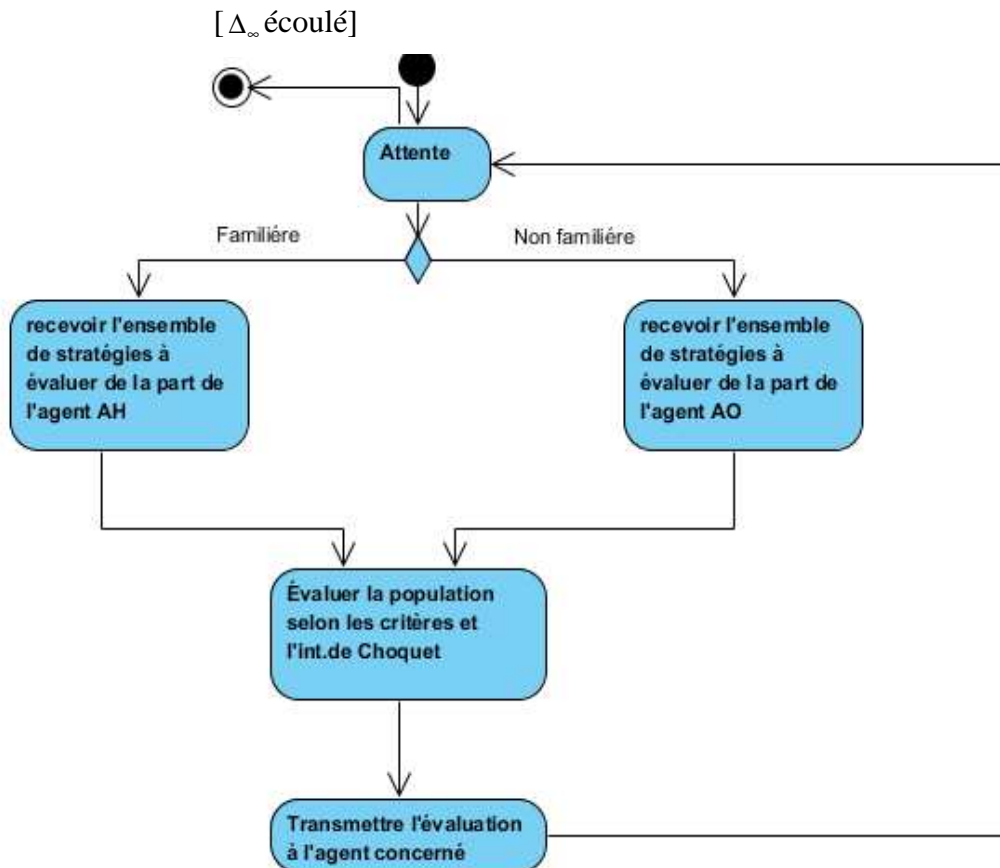 [Δ∞ écoulé]
Attente
Familiére
Non familiére
recevoir l'ensemble
de stratégies à
évaluer de la part de
l'agent AH
recevoir l'ensemble
de stratégies à
évaluer de la part de
l'agent AO
Évaluer la population
selon les critères et
l'int.de Choquet
Transmettre l'évaluation
à l'agent concerné